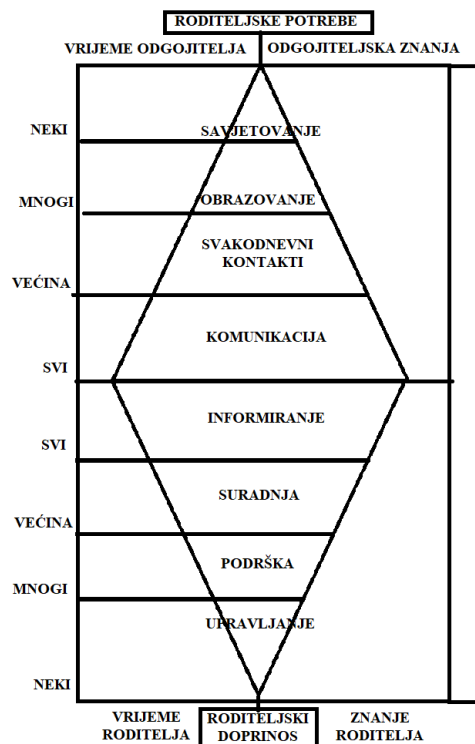 RODITELJSKE POTREBE
VRIJEME ODGOJITELJA
ODGOJITELJSKA ZNANJA
NEKI
SAVJETOVANJE
MNOGI
OBRAZOVANJE
SVAKODNEVNI
KONTAKTI
VEĆINA
KOMUNIKACIJA
SVI
INFORMIRANJE
SVI
SURADNJA
VEĆINA
PODRŠKA
MNOGI
UPRAVLJANJE
NEKI
VRIJEME
RODITELJA
RODITELJSKI
DOPRINOS
ZNANJE
RODITELJA